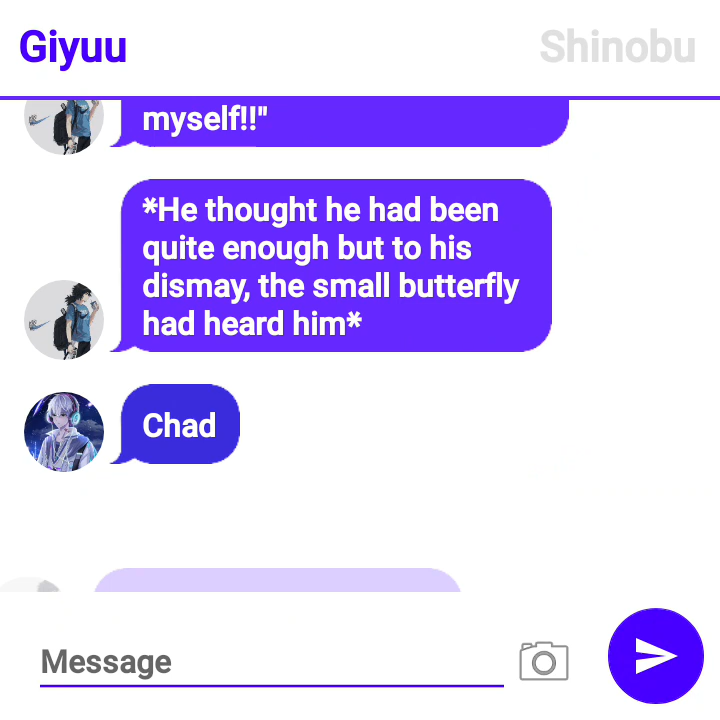 Giyuu
Shinobu
myself!!"
*He thought he had been
quite enough but to his
dismay, the small butterfly
had heard him*
Chad
Message